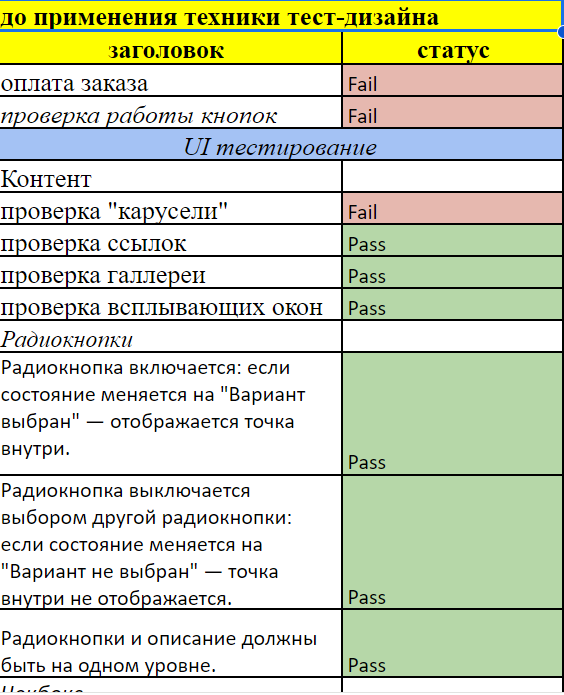 до применения техники тест-дизайна
заголовок статус
оплата заказа Fail
проверка работы кнопок Fail
UI тестирование
Контент
проверка "карусели" Fail
проверка ссылок Pass
проверка галлереи Pass
проверка всплывающих окон Pass
Радиокнопки
Радиокнопка включается: если
состояние меняется на "Вариант
выбран" — отображается точка
внутри.
Pass
Радиокнопка выключается
выбором другой радиокнопки:
если состояние меняется на
"Вариант не выбран" — точка
внутри не отображается. Pass
Радиокнопки и описание должны
быть на одном уровне. Pass